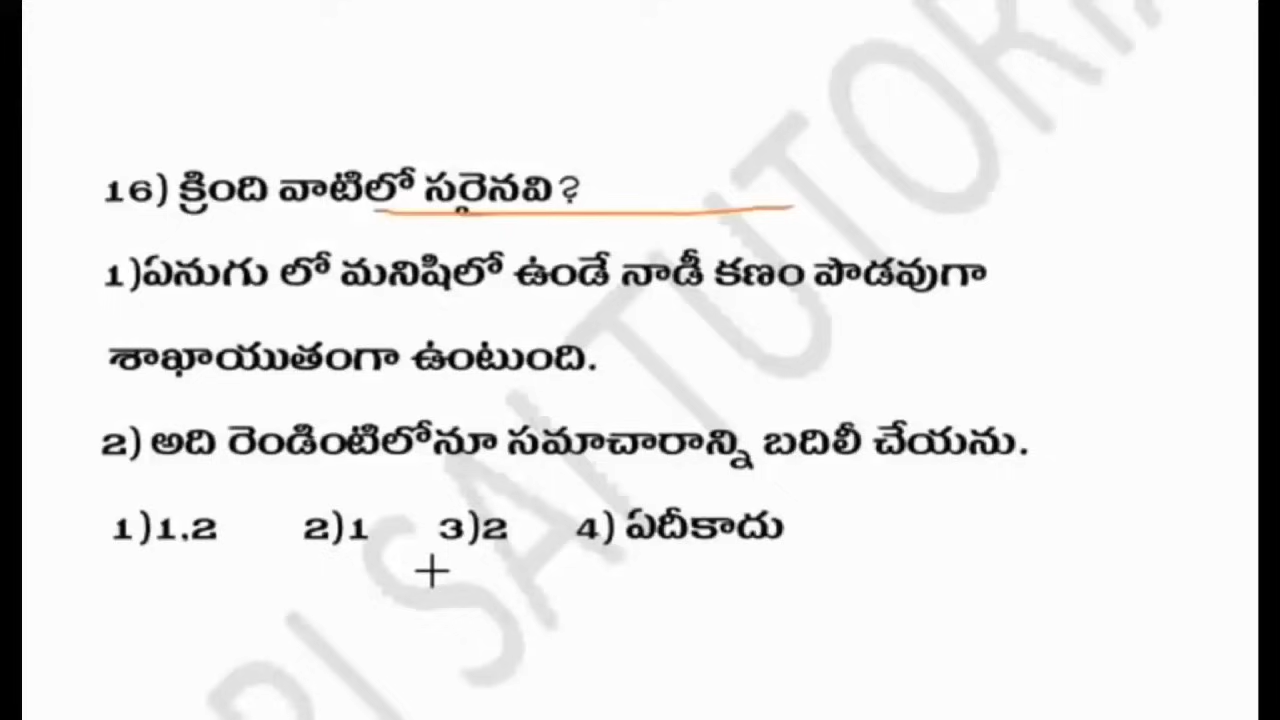 16) క్రింది వాటిలో సరైనవి?
1)ఏనుగు లో మనిషిలో ఉండే నాడీ కణం పొడవుగా
శాఖాయుతంగా ఉంటుంది.
2) అది రెండింటిలోనూ సమాచారాన్ని బదిలీ చేయను.
1)1,2 2)1 3)2 4) ఏదీకాదు